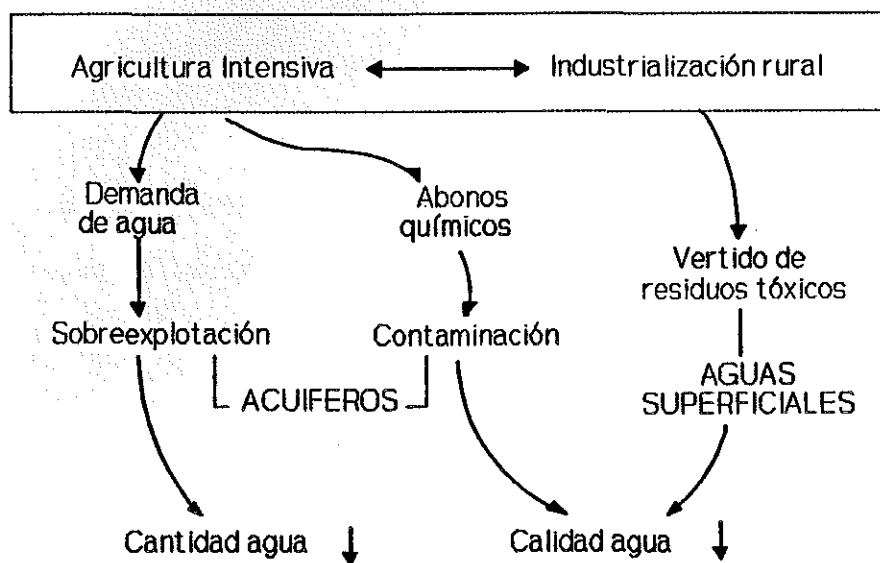 Agricultura Intensiva
Industrialización rural
Demanda
de agua
Abonos
químicos
Vertido de
residuos tóxicos
Sobreexplotación
Contaminación
ACUIFEROS
AGUAS
SUPERFICIALES
Cantidad agua
Calidad agua